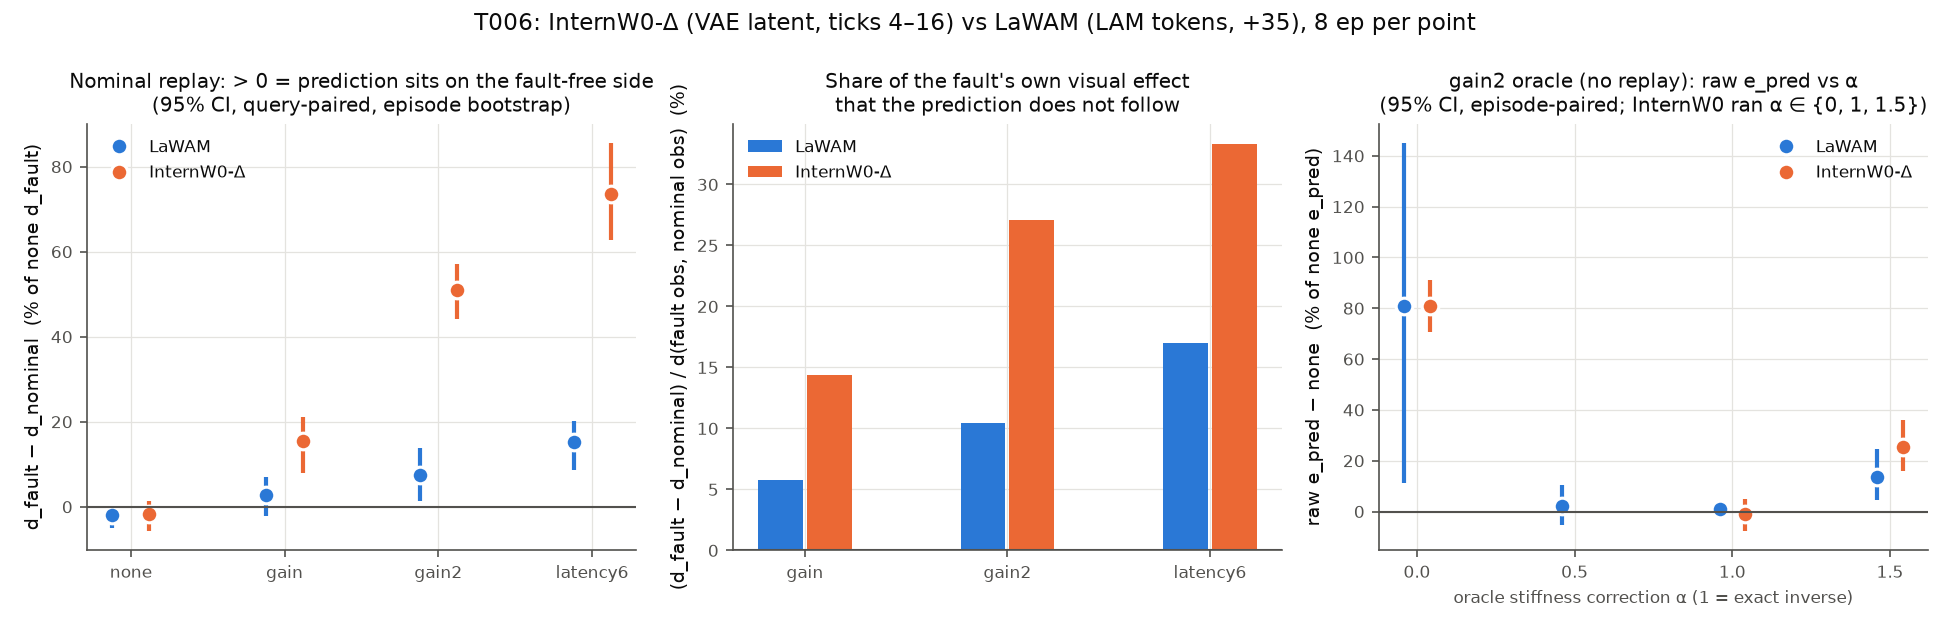 T006: InternW0-Δ (VAE latent, ticks 4–16) vs LaWAM (LAM tokens, +35), 8 ep per point
Nominal replay: > 0 = prediction sits on the fault-free side
(95% CI, query-paired, episode bootstrap)
d_fault − d_nominal (% of none d_fault)
LaWAM
InternW0-Δ
80
60
40
20
0
none
gain
gain2
latency6
Share of the fault's own visual effect
that the prediction does not follow
(d_fault − d_nominal) / d(fault obs, nominal obs) (%)
LaWAM
InternW0-Δ
30
25
20
15
10
5
0
gain
gain2
latency6
gain2 oracle (no replay): raw e_pred vs α
(95% CI, episode-paired; InternW0 ran α ∈ {0, 1, 1.5})
raw e_pred − none (% of none e_pred)
LaWAM
InternW0-Δ
140
120
100
80
60
40
20
0
0.0
0.5
1.0
1.5
oracle stiffness correction α (1 = exact inverse)